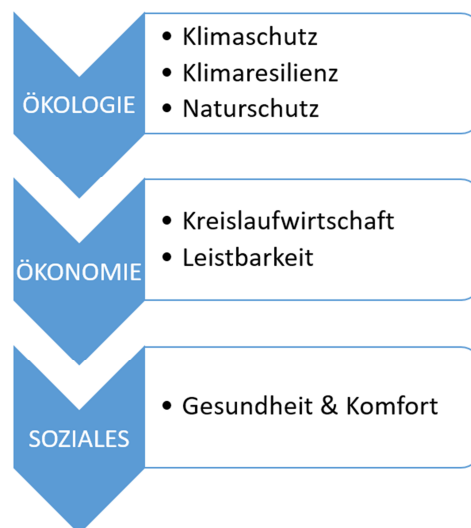 ÖKOLOGIE
• Klimaschutz
• Klimaresilienz
• Naturschutz
ÖKONOMIE
• Kreislaufwirtschaft
• Leistbarkeit
SOZIALES
• Gesundheit & Komfort